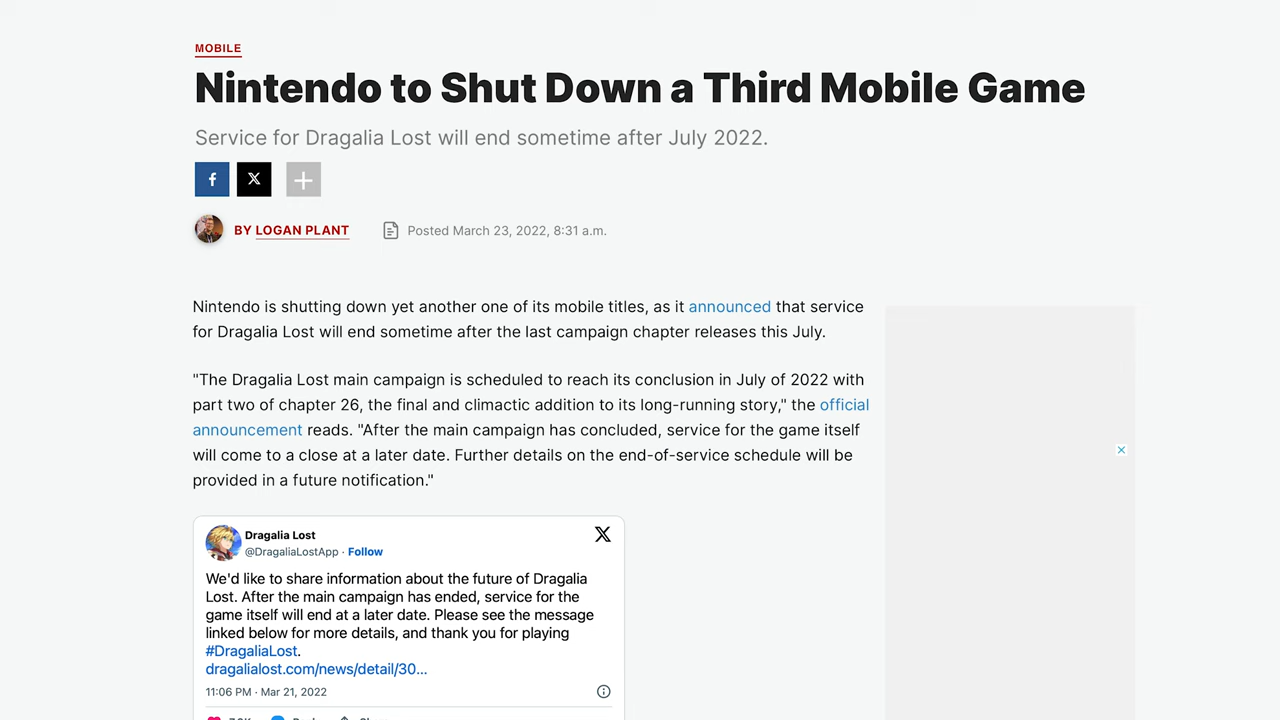 MOBILE
Nintendo to Shut Down a Third Mobile Game
Service for Dragalia Lost will end sometime after July 2022.
BY LOGAN PLANT
Posted March 23, 2022, 8:31 a.m.
Nintendo is shutting down yet another one of its mobile titles, as it announced that service
for Dragalia Lost will end sometime after the last campaign chapter releases this July.
"The Dragalia Lost main campaign is scheduled to reach its conclusion in July of 2022 with
part two of chapter 26, the final and climactic addition to its long-running story," the official
announcement reads. "After the main campaign has concluded, service for the game itself
will come to a close at a later date. Further details on the end-of-service schedule will be
provided in a future notification."
Dragalia Lost
@DragaliaLostApp · Follow
We'd like to share information about the future of Dragalia
Lost. After the main campaign has ended, service for the
game itself will end at a later date. Please see the message
linked below for more details, and thank you for playing
#DragaliaLost.
dragalialost.com/news/detail/30...
11:06 PM · Mar 21, 2022